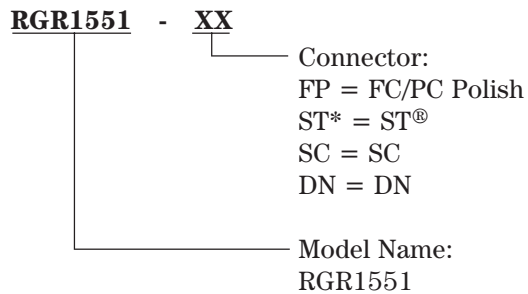 RGR1551 - XX
Connector:
FP = FC/PC Polish
ST* = ST®
SC = SC
DN = DN
Model Name:
RGR1551